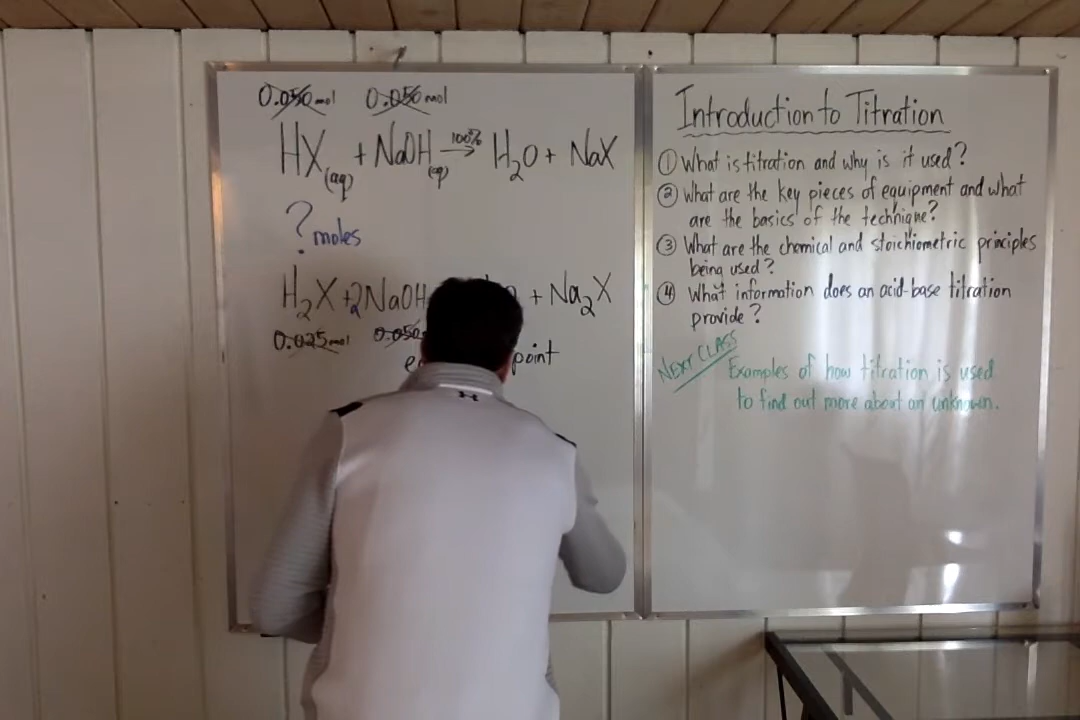 0.050 mol 0.050 mol
HX(aq) + NaOH(aq) 100% → H2O + NaX
? moles
H2X + 2NaOH + Na2X
0.025 mol 0.050
point
Introduction to Titration
① What is titration and why is it used?
② What are the key pieces of equipment and what
are the basics of the technique?
③ What are the chemical and stoichiometric principles
being used?
④ What information does an acid-base titration
provide?
NEXT CLASS
Examples of how titration is used
to find out more about an unknown.